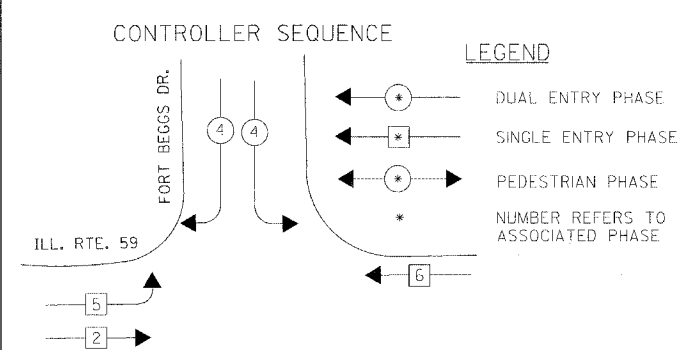 CONTROLLER SEQUENCE
LEGEND
FORT BEGGS DR.
4 4
* DUAL ENTRY PHASE
* SINGLE ENTRY PHASE
* PEDESTRIAN PHASE
* NUMBER REFERS TO
ASSOCIATED PHASE
ILL. RTE. 59
6
5
2